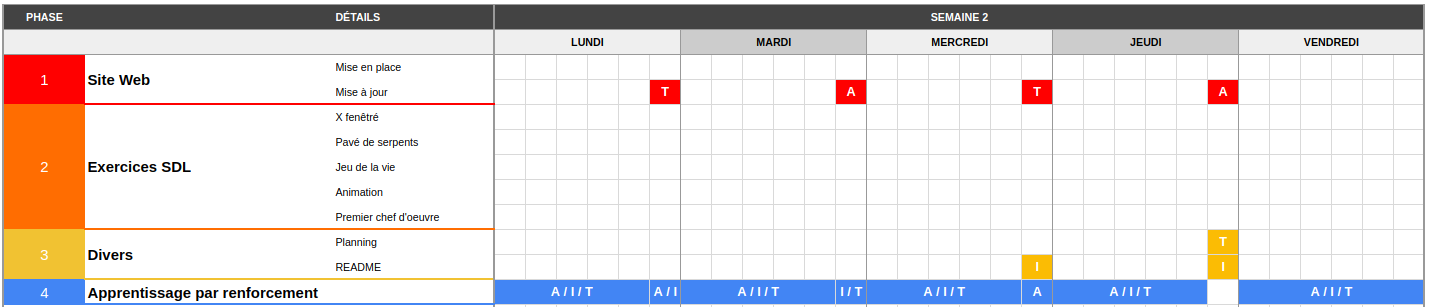 PHASE DÉTAILS SEMAINE 2
LUNDI MARDI MERCREDI JEUDI VENDREDI
1 Site Web Mise en place
Mise à jour T A T A
2 Exercices SDL X fenêtré
Pavé de serpents
Jeu de la vie
Animation
Premier chef d'oeuvre
3 Divers Planning T
README I I
4 Apprentissage par renforcement A / I / T A / I A / I / T I / T A / I / T A A / I / T A / I / T